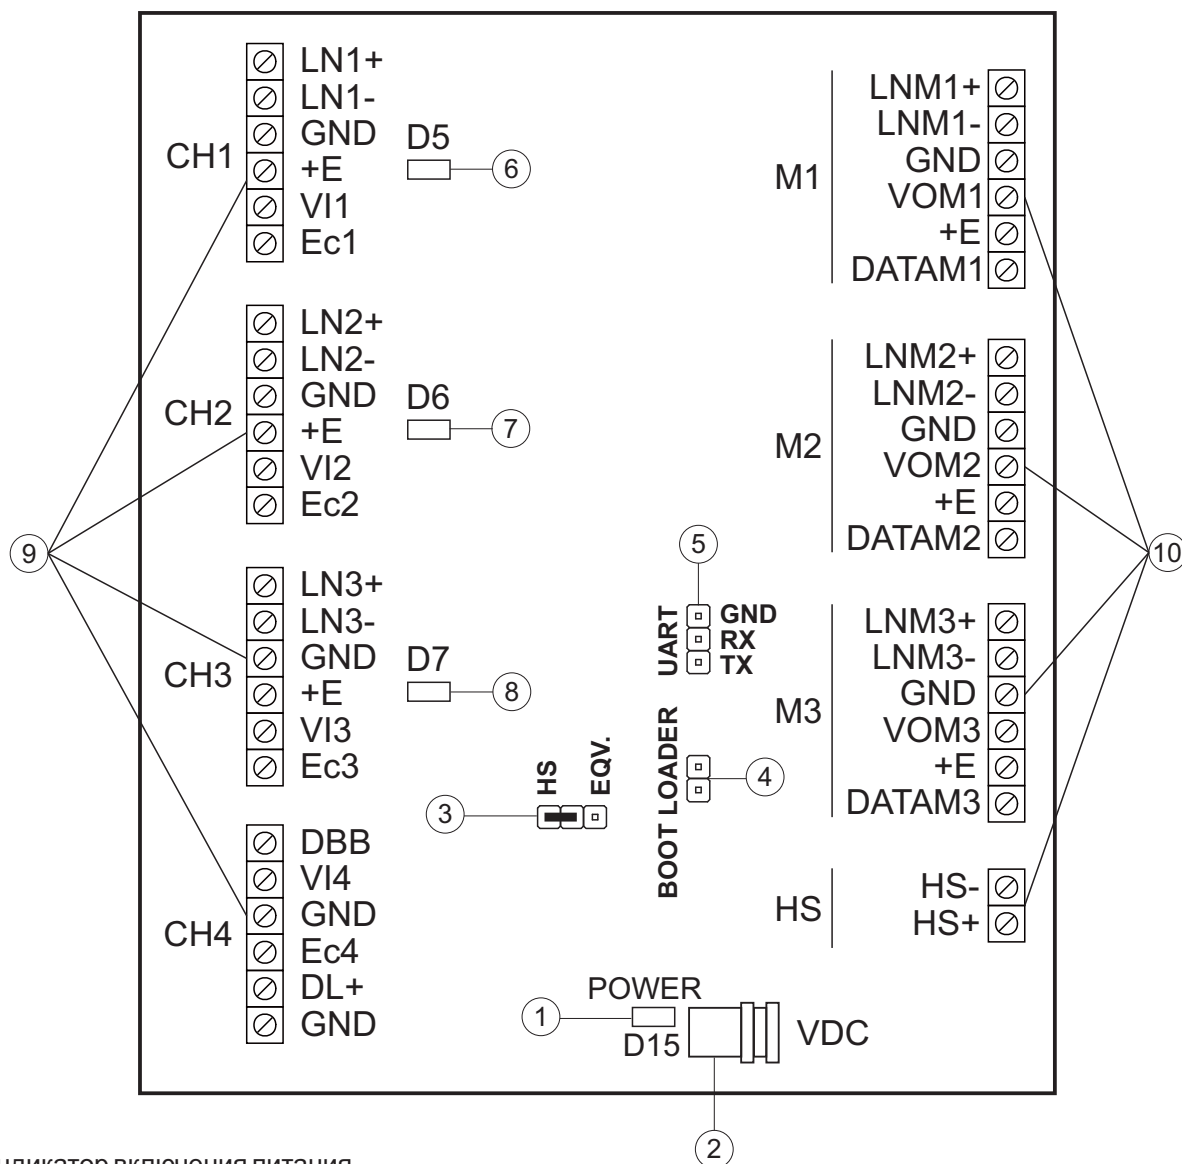 LN1+
LN1-
GND
+E
VI1
Ec1
CH1
D5
6
LN2+
LN2-
GND
+E
VI2
Ec2
CH2
D6
7
9
LN3+
LN3-
GND
+E
VI3
Ec3
CH3
D7
8
DBB
VI4
GND
Ec4
DL+
GND
CH4
LNM1+
LNM1-
GND
VOM1
+E
DATAM1
M1
LNM2+
LNM2-
GND
VOM2
+E
DATAM2
M2
10
5
UART
GND
RX
TX
LNM3+
LNM3-
GND
VOM3
+E
DATAM3
M3
BOOT LOADER
4
HS
EQV.
3
HS
HS-
HS+
POWER
1
D15
VDC
2
включения питания